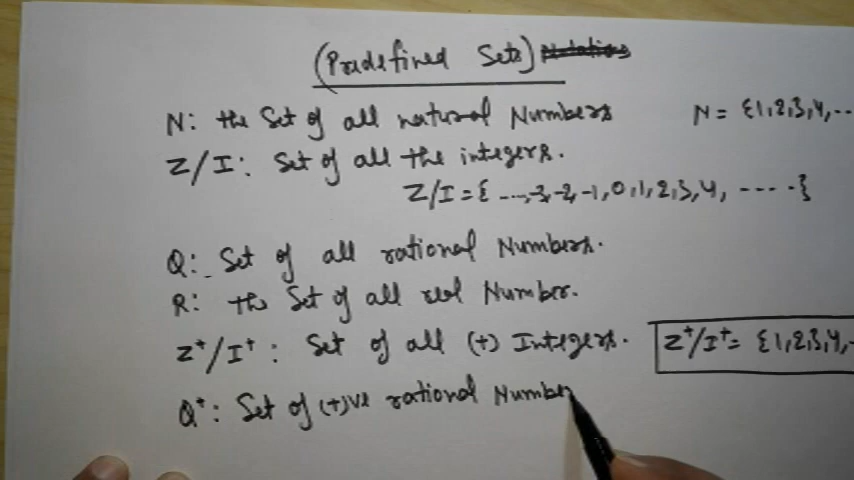 (Predefined Sets)
N: the Set of all natural Numbers N = {1,2,3,4,..
Z/I: Set of all the integers.
Z/I = { ...,-3,-2,-1,0,1,2,3,4, ----.}
Q: Set of all rational Numbers.
R: the Set of all real Number.
Z⁺/I⁺: Set of all (+) Integers. Z⁺/I⁺= {1,2,3,4,.
Q⁺: Set of (+)ve rational Number